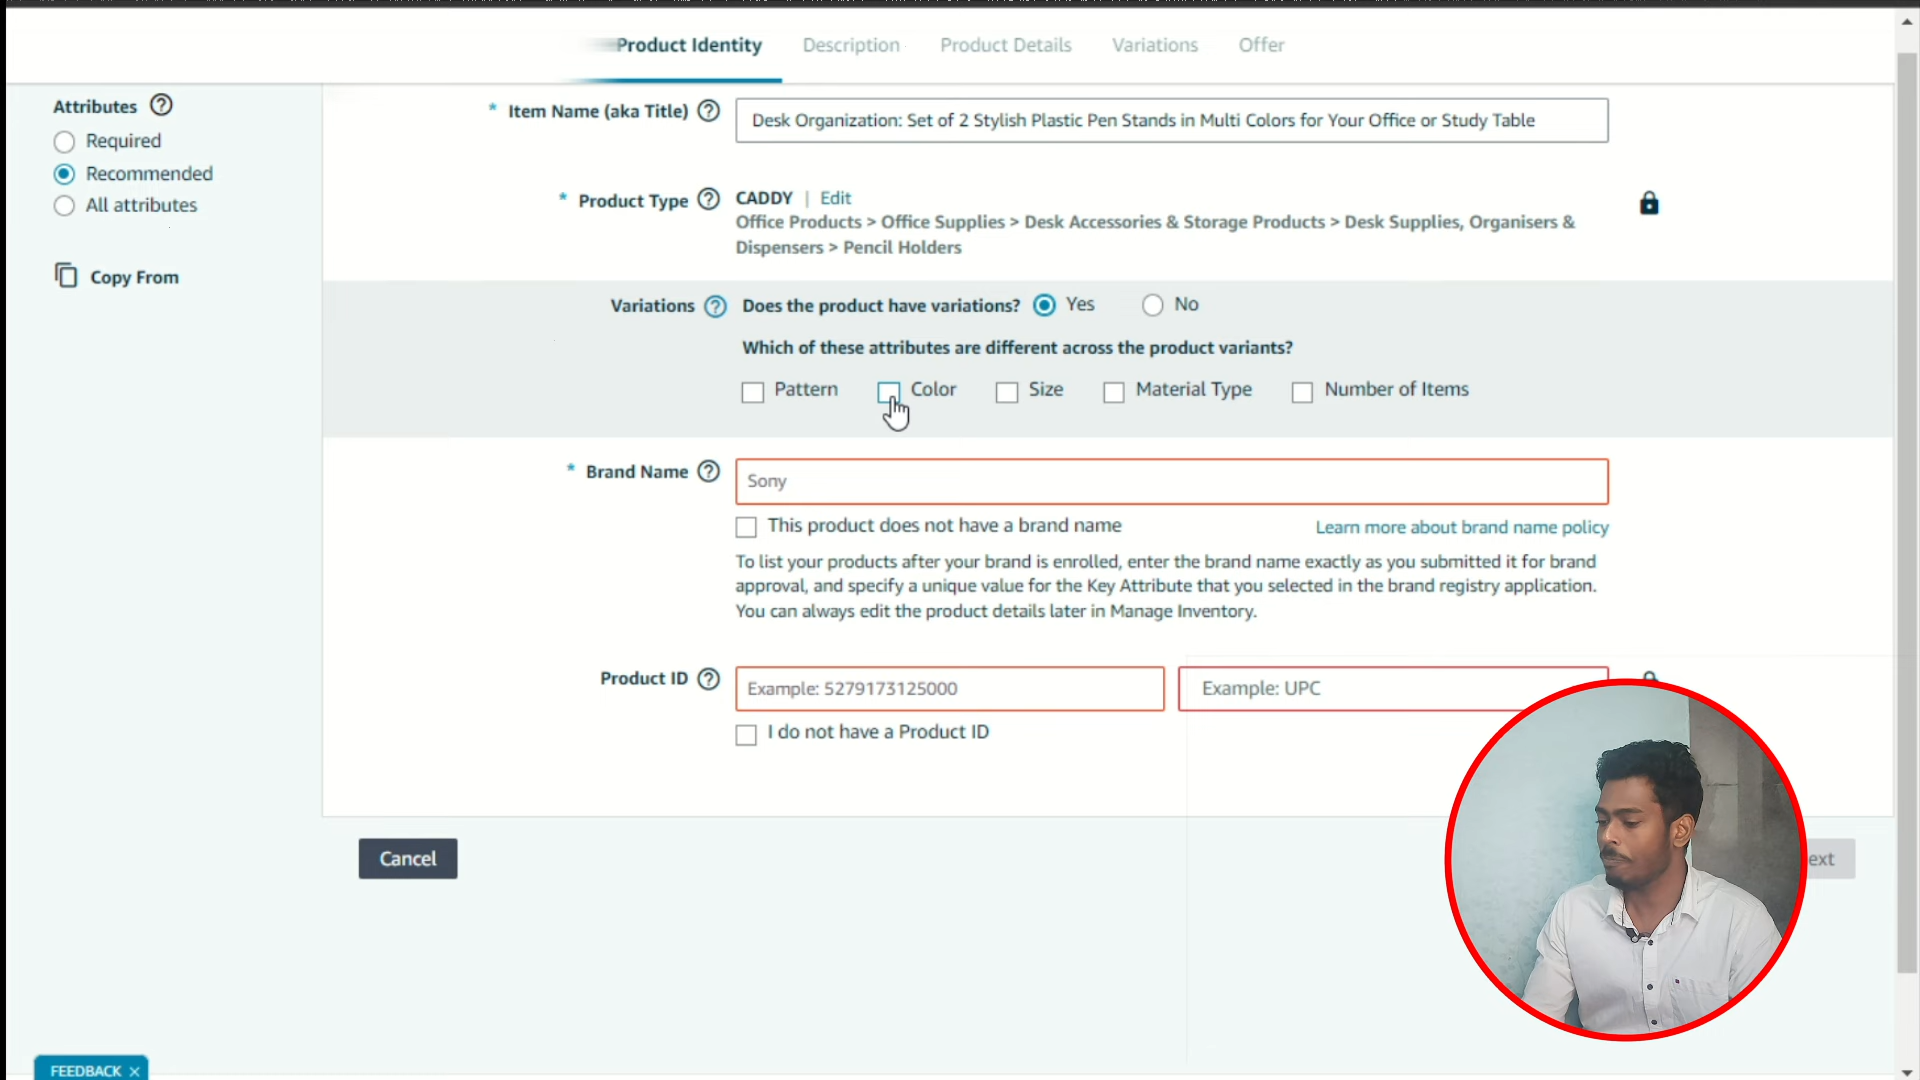 Product Identity
Description
Product Details
Variations
Offer
Attributes
Required
Recommended
All attributes
Copy From
* Item Name (aka Title)
Desk Organization: Set of 2 Stylish Plastic Pen Stands in Multi Colors for Your Office or Study Table
* Product Type
CADDY | Edit
Office Products > Office Supplies > Desk Accessories & Storage Products > Desk Supplies, Organisers &
Dispensers > Pencil Holders
Variations
Does the product have variations? Yes No
Which of these attributes are different across the product variants?
Pattern Color Size Material Type Number of Items
* Brand Name
Sony
This product does not have a brand name
Learn more about brand name policy
To list your products after your brand is enrolled, enter the brand name exactly as you submitted it for brand
approval, and specify a unique value for the Key Attribute that you selected in the brand registry application.
You can always edit the product details later in Manage Inventory.
Product ID
Example: 5279173125000
Example: UPC
I do not have a Product ID
Cancel
ext
FEEDBACK ×